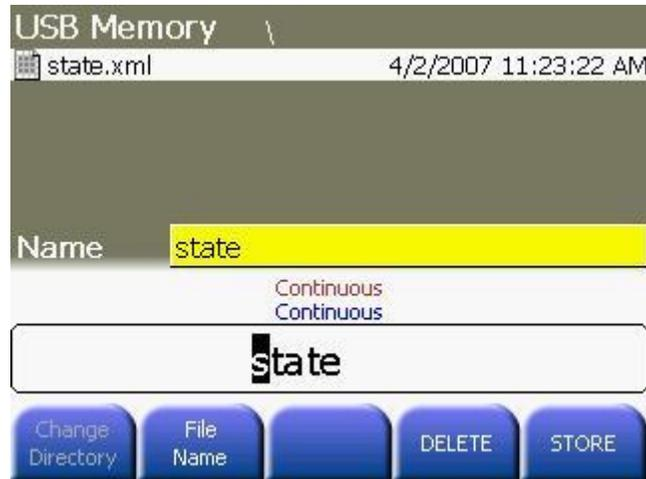 USB Memory \
state.xml 4/2/2007 11:23:22 AM
Name state
Continuous
Continuous
state
Change Directory
File Name
DELETE
STORE